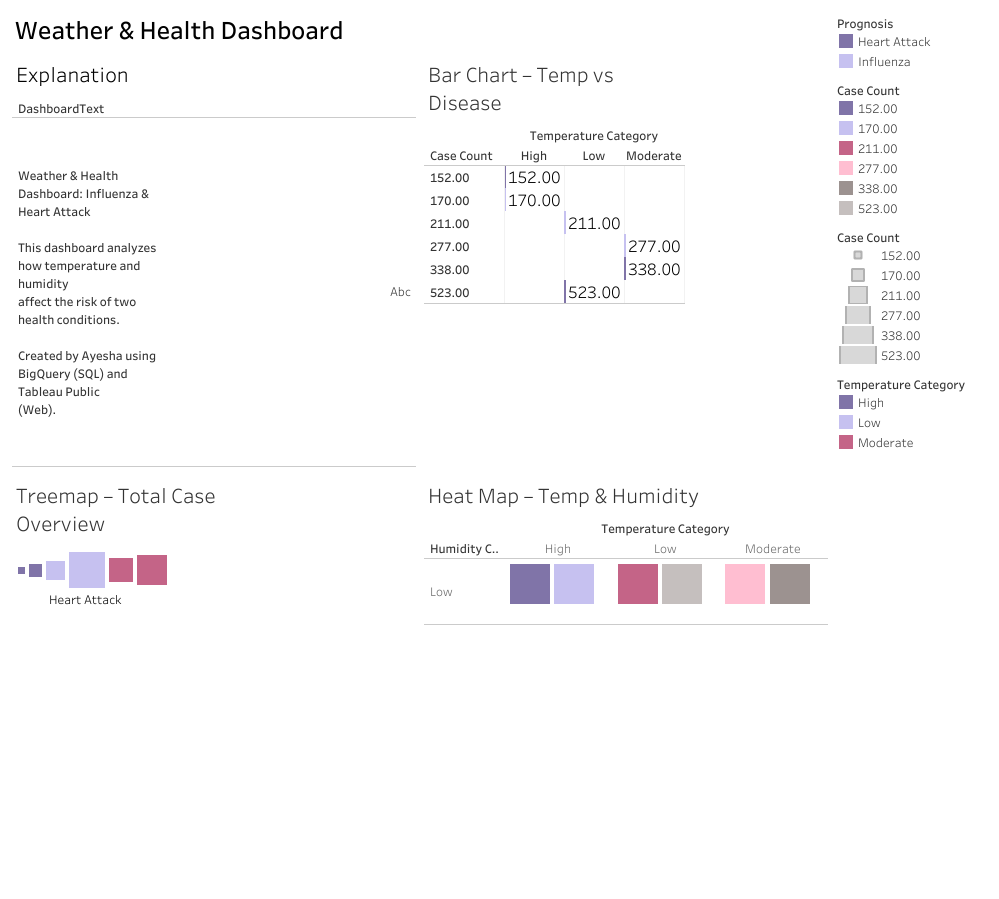 Weather & Health Dashboard
Explanation
DashboardText
Weather & Health
Dashboard: Influenza &
Heart Attack
This dashboard analyzes
how temperature and
humidity
affect the risk of two
health conditions.
Created by Ayesha using
BigQuery (SQL) and
Tableau Public
(Web).
Abc
Bar Chart – Temp vs
Disease
Temperature Category
Case Count High Low Moderate
152.00 152.00
170.00 170.00
211.00 211.00
277.00 277.00
338.00 338.00
523.00 523.00
Treemap – Total Case
Overview
Heart Attack
Heat Map – Temp & Humidity
Temperature Category
Humidity C.. High Low Moderate
Low
Prognosis
Heart Attack
Influenza
Case Count
152.00
170.00
211.00
277.00
338.00
523.00
Case Count
152.00
170.00
211.00
277.00
338.00
523.00
Temperature Category
High
Low
Moderate